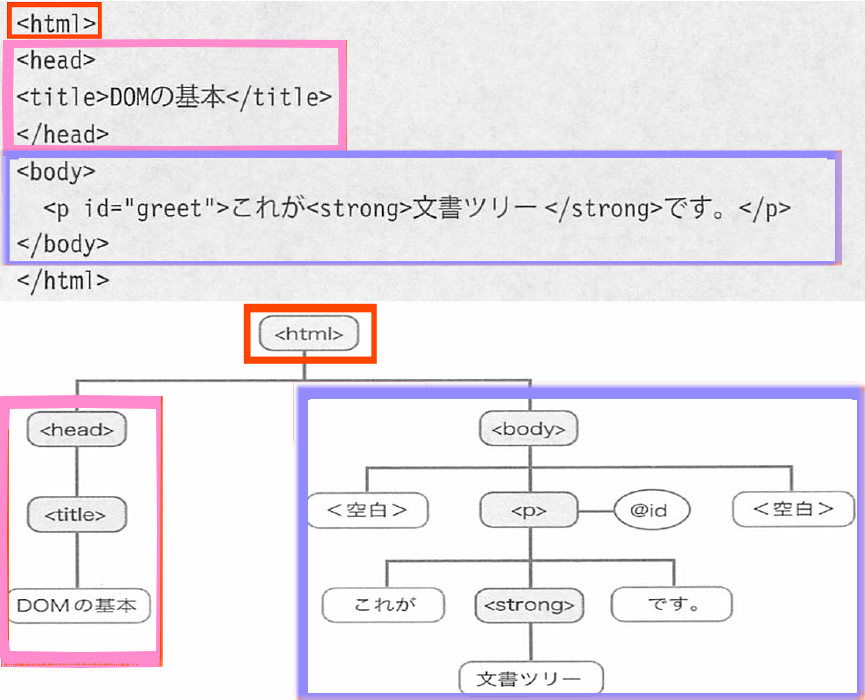 <html>
<head>
<title>DOMの基本</title>
</head>
<body>
<p id="greet">これが<strong>文書ツリー</strong>です。</p>
</body>
</html>
<html>
<head>
<body>
<title>
<空白>
<p>
@id
<空白>
DOMの基本
これが
<strong>
です。
文書ツリー